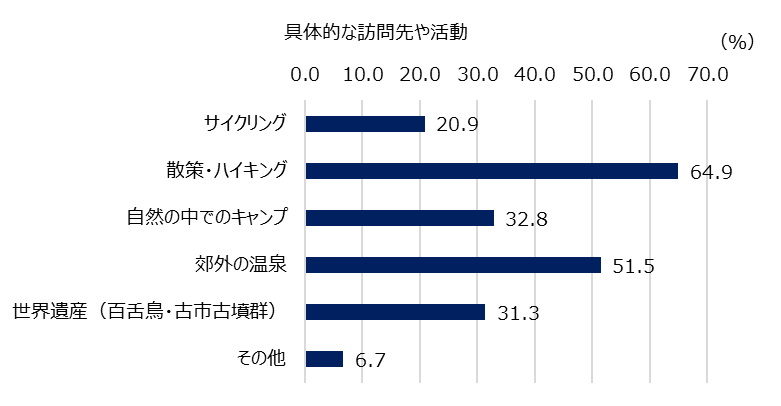 具体的な訪問先や活動
（%）
0.0 10.0 20.0 30.0 40.0 50.0 60.0 70.0
サイクリング 20.9
散策・ハイキング 64.9
自然の中でのキャンプ 32.8
郊外の温泉 51.5
世界遺産（百舌鳥・古市古墳群） 31.3
その他 6.7